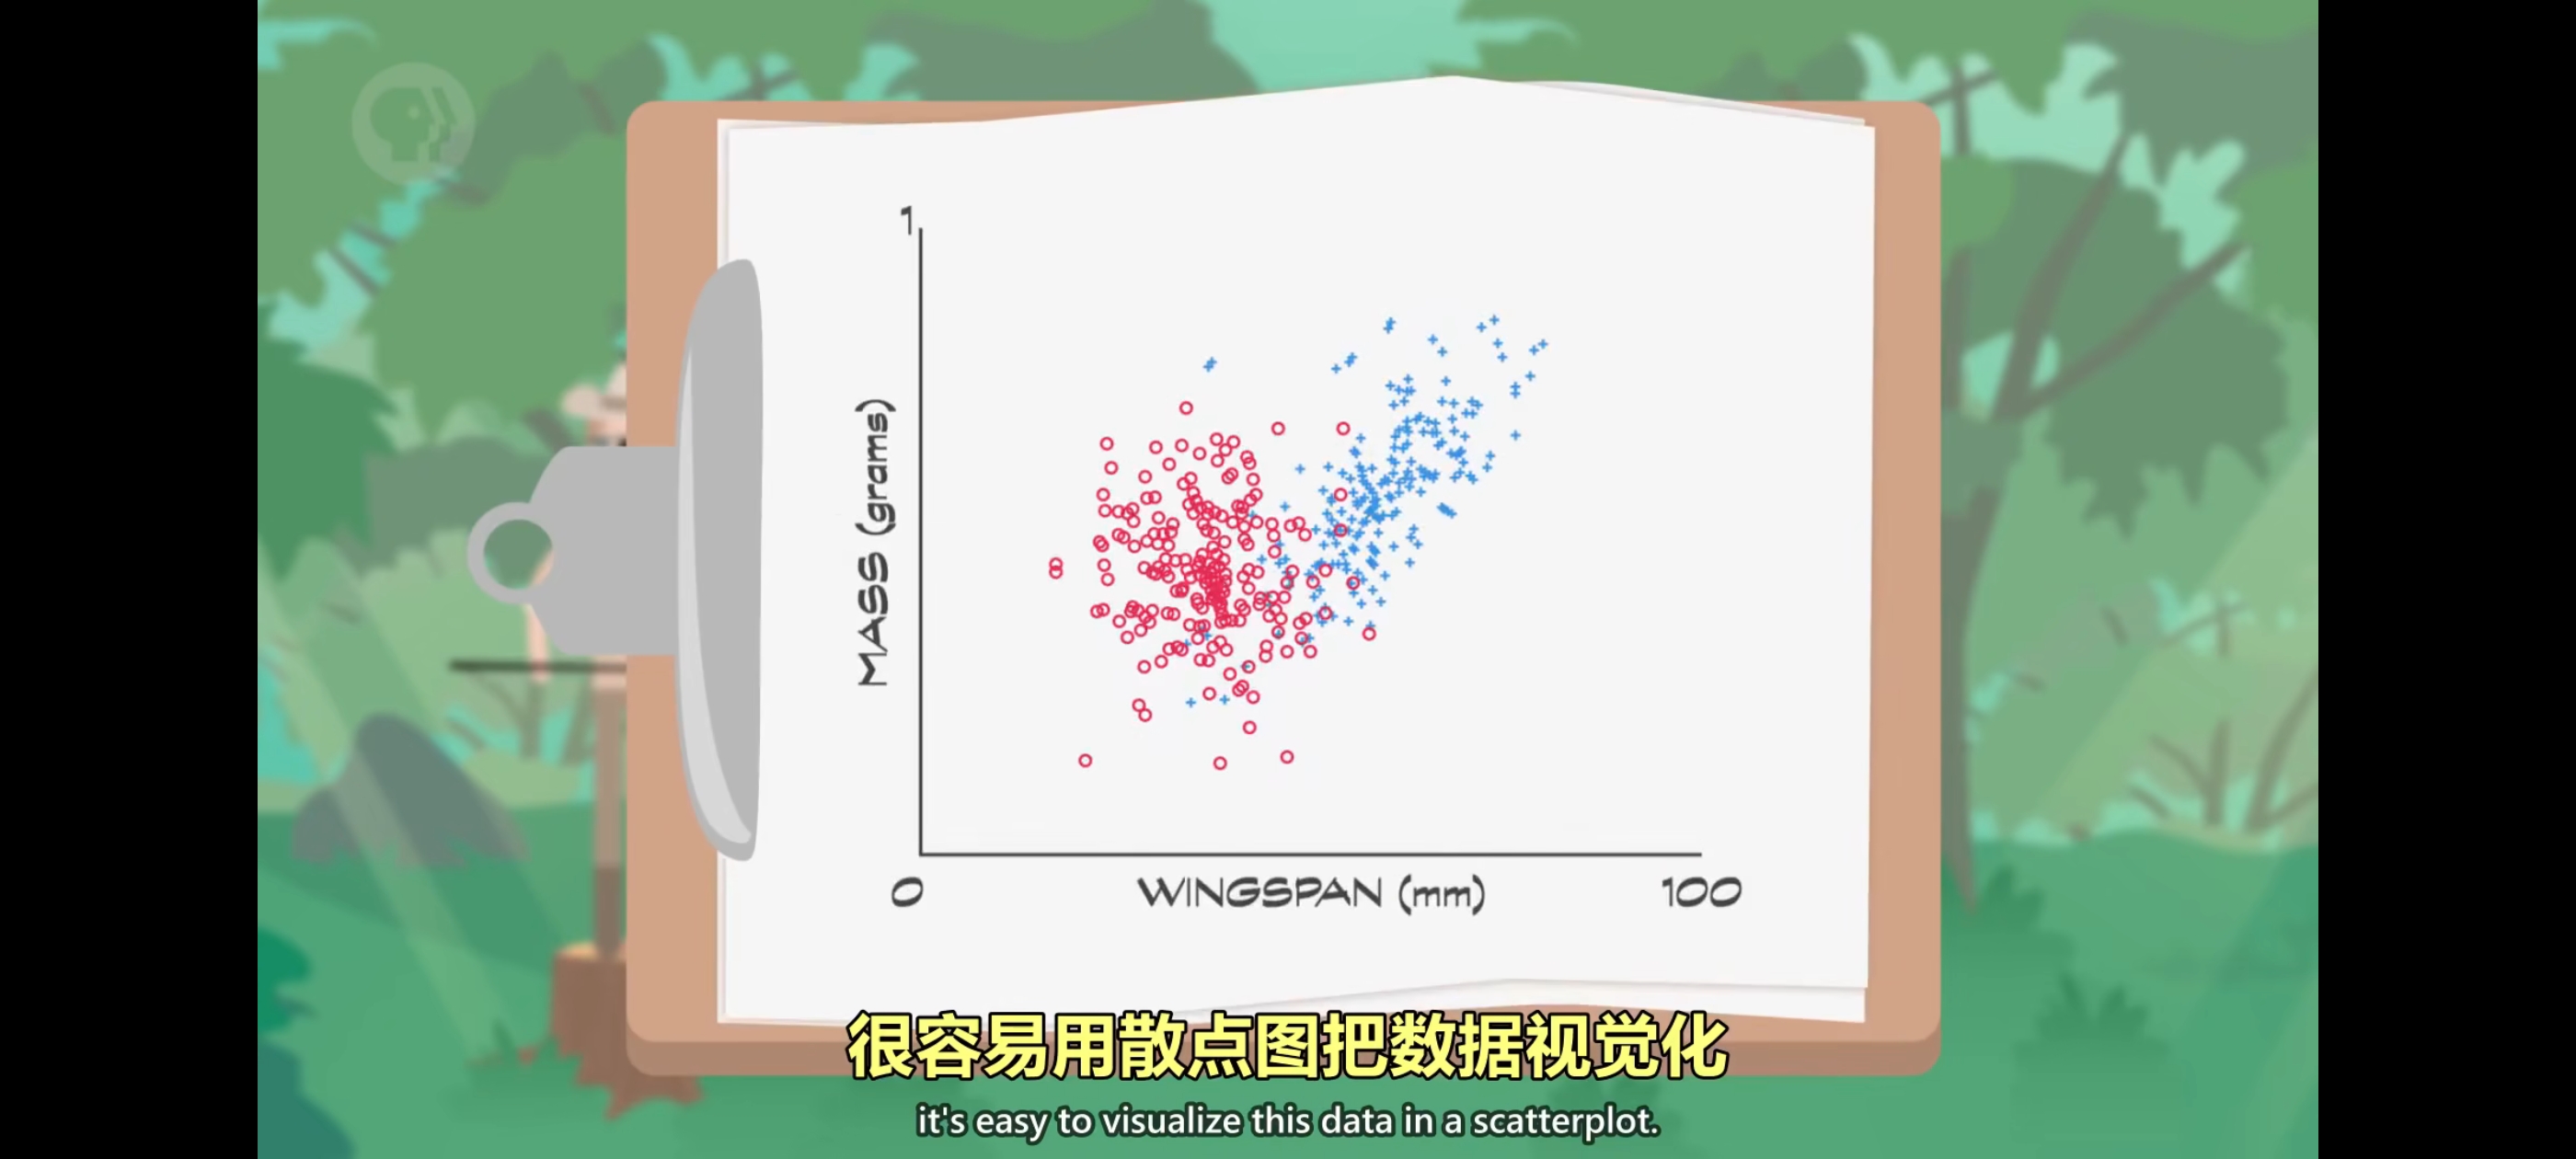 1
MASS (grams)
0
WINGSPAN (mm)
100
很容易用散点图把数据视觉化
it's easy to visualize this data in a scatterplot.